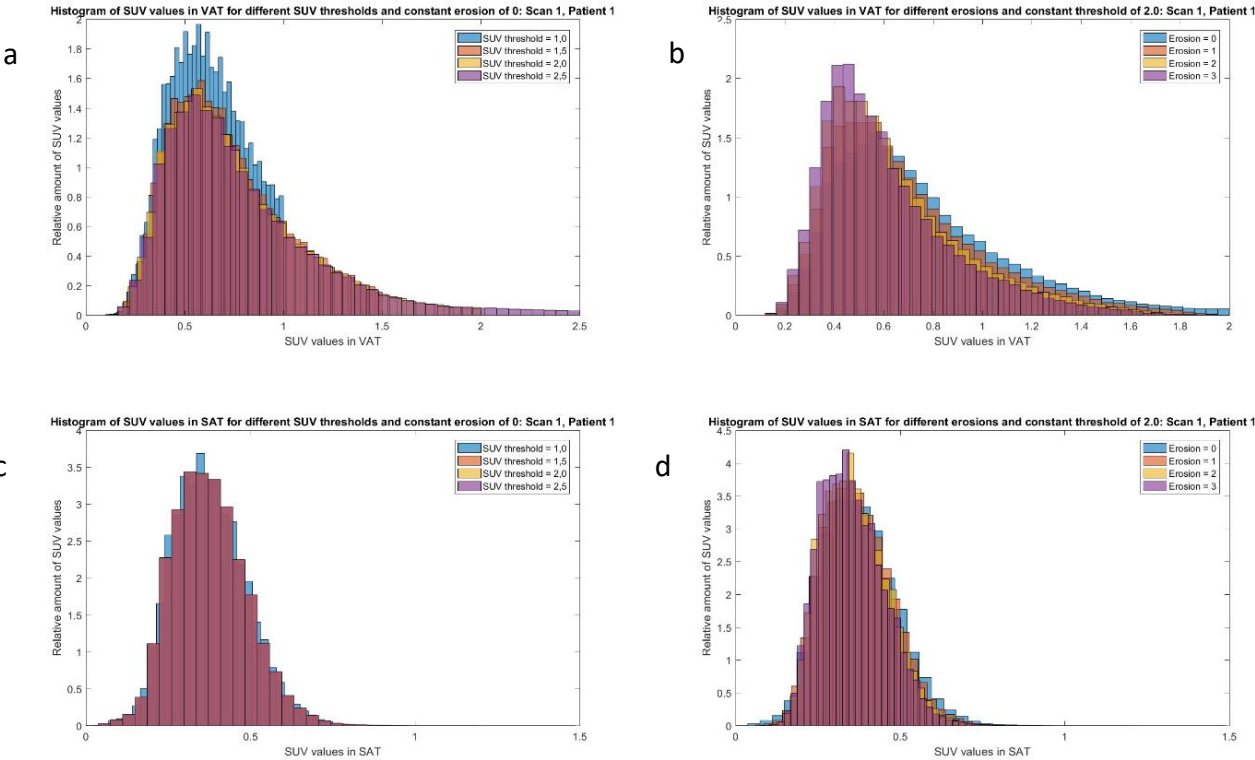 Histogram of SUV values in VAT for different SUV thresholds and constant erosion of 0: Scan 1, Patient 1
a
2
1.8
1.6
1.4
1.2
1
0.8
0.6
0.4
0.2
0
Relative amount of SUV values
SUV threshold = 1,0
SUV threshold = 1,5
SUV threshold = 2,0
SUV threshold = 2,5
0
0.5
1
1.5
2
2.5
SUV values in VAT
Histogram of SUV values in VAT for different erosions and constant threshold of 2.0: Scan 1, Patient 1
b
2.5
2
1.5
1
0.5
0
Relative amount of SUV values
Erosion = 0
Erosion = 1
Erosion = 2
Erosion = 3
0
0.2
0.4
0.6
0.8
1
1.2
1.4
1.6
1.8
2
SUV values in VAT
Histogram of SUV values in SAT for different SUV thresholds and constant erosion of 0: Scan 1, Patient 1
c
4
3.5
3
2.5
2
1.5
1
0.5
0
Relative amount of SUV values
SUV threshold = 1,0
SUV threshold = 1,5
SUV threshold = 2,0
SUV threshold = 2,5
0
0.5
1
1.5
SUV values in SAT
Histogram of SUV values in SAT for different erosions and constant threshold of 2.0: Scan 1, Patient 1
d
4.5
4
3.5
3
2.5
2
1.5
1
0.5
0
Relative amount of SUV values
Erosion = 0
Erosion = 1
Erosion = 2
Erosion = 3
0
0.5
1
1.5
SUV values in SAT